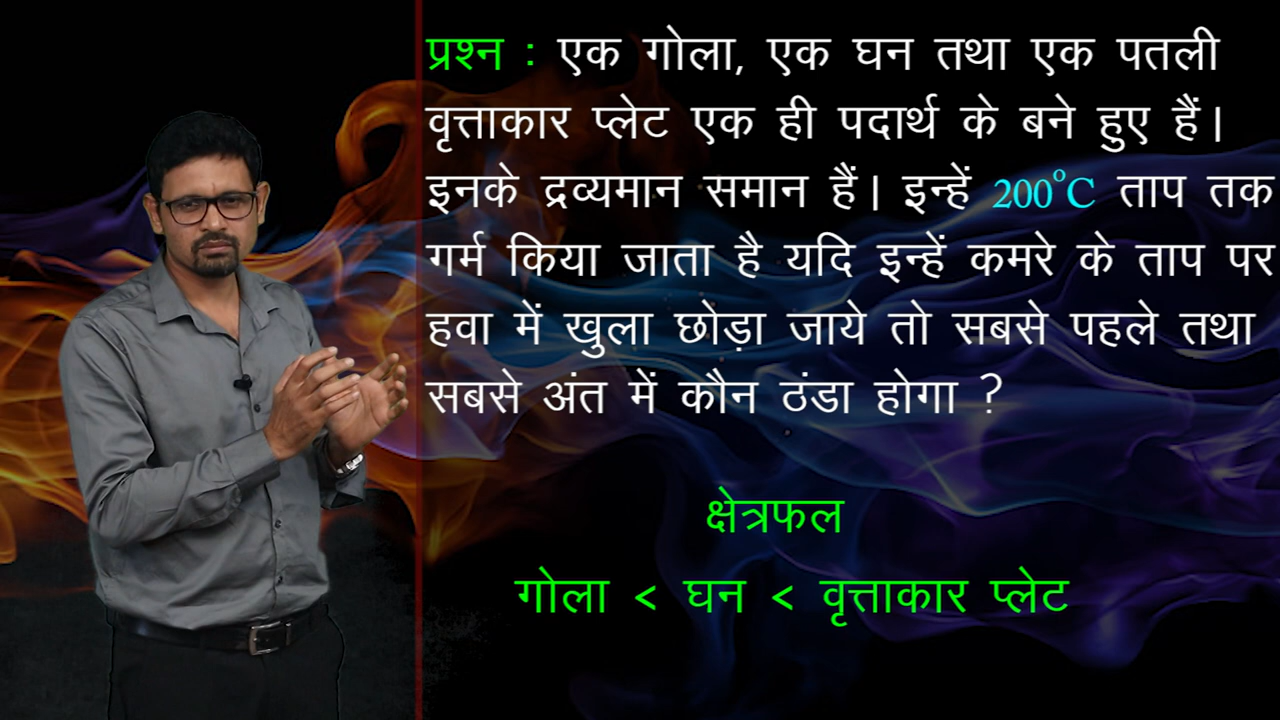 प्रश्न : एक गोला, एक घन तथा एक पतली
वृत्ताकार प्लेट एक ही पदार्थ के बने हुए हैं।
इनके द्रव्यमान समान हैं। इन्हें 200°C ताप तक
गर्म किया जाता है यदि इन्हें कमरे के ताप पर
हवा में खुला छोड़ा जाये तो सबसे पहले तथा
सबसे अंत में कौन ठंडा होगा ?
क्षेत्रफल
गोला < घन < वृत्ताकार प्लेट